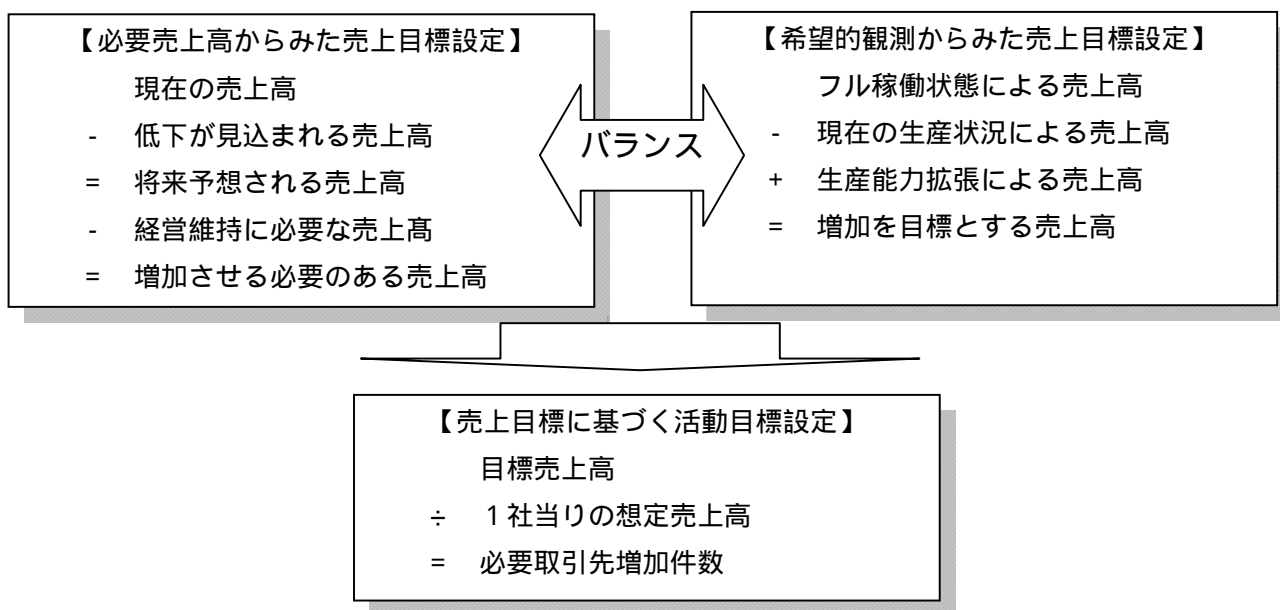 【必要売上高からみた売上目標設定】
現在の売上高
- 低下が見込まれる売上高
= 将来予想される売上高
- 経営維持に必要な売上髙
= 増加させる必要のある売上高
バランス
【希望的観測からみた売上目標設定】
フル稼働状態による売上高
- 現在の生産状況による売上高
+ 生産能力拡張による売上高
= 増加を目標とする売上高
【売上目標に基づく活動目標設定】
目標売上高
÷ １社当りの想定売上高
= 必要取引先増加件数